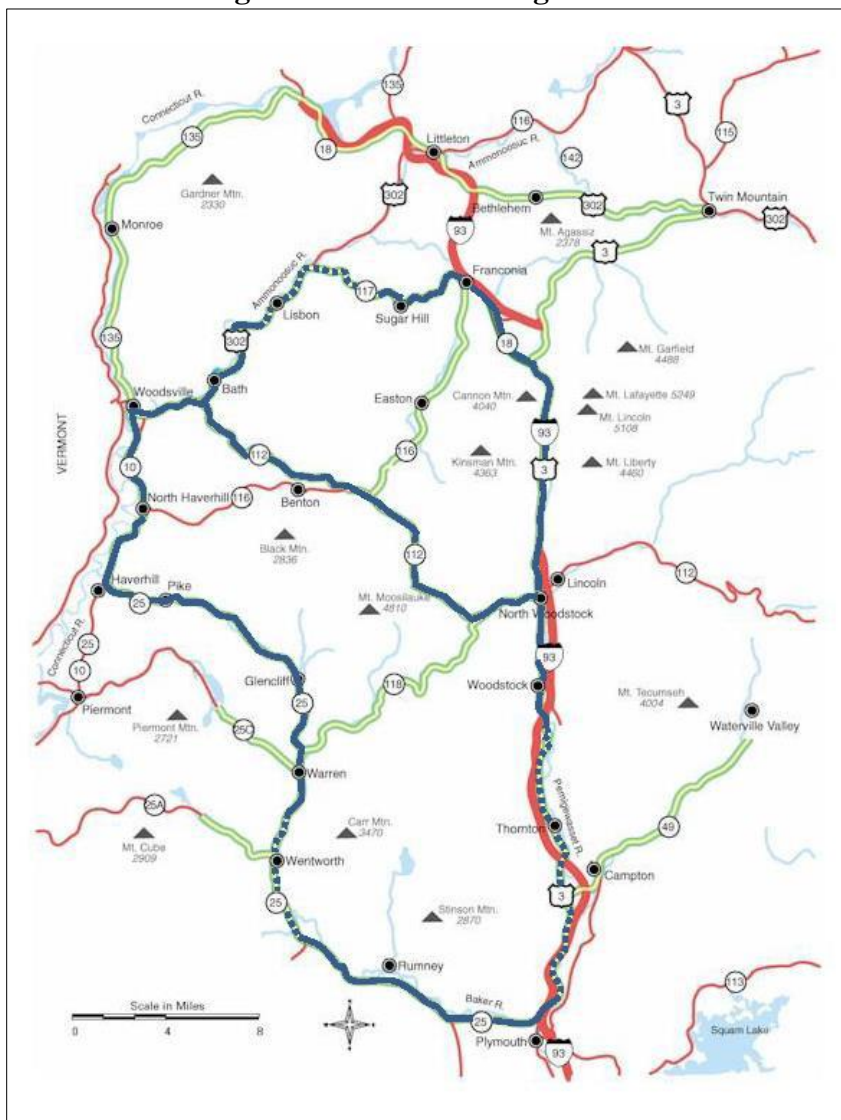 Connecticut R.
135
135
18
Littleton
116
Ammonoosuc R.
142
3
115
Gardner Mtn.
2330
302
Bethlehem
302
Twin Mountain
302
Monroe
93
Mt. Agassiz
2378
3
Ammonoosuc R.
Franconia
117
Lisbon
Sugar Hill
135
302
18
Mt. Garfield
4488
Bath
Woodsville
Easton
Cannon Mtn.
4040
Mt. Lafayette 5249
Mt. Lincoln
5108
VERMONT
10
112
116
93
Kinsman Mtn.
4363
3
Mt. Liberty
4460
North Haverhill
116
Benton
Black Mtn.
2836
112
Haverhill
Pike
25
Mt. Moosilauke
4810
Lincoln
112
North Woodstock
Connecticut R.
25
10
Glencliff
25
118
93
Woodstock
Mt. Tecumseh
4004
Piermont
Piermont Mtn.
2721
25C
Waterville Valley
Warren
25A
Mt. Cube
2909
Carr Mtn.
3470
Pemigewasset R.
Thornton
49
Wentworth
Campton
25
3
Stinson Mtn.
2870
Rumney
113
Scale in Miles
0 4 8
Baker R.
25
Plymouth
93
Squam Lake